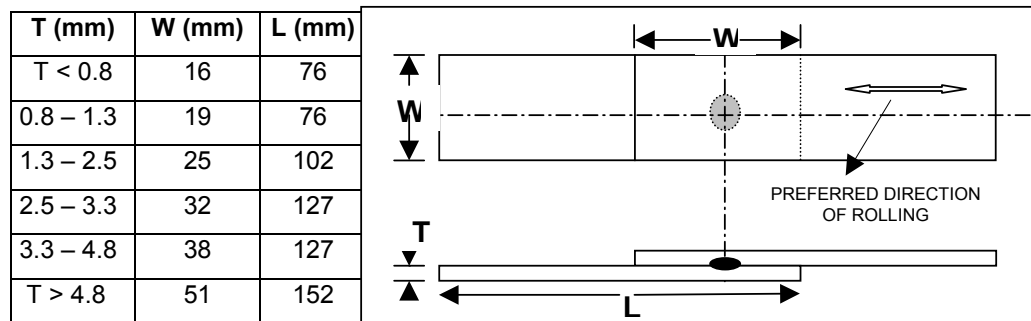 T (mm) W (mm) L (mm)
T < 0.8 16 76
0.8 – 1.3 19 76
1.3 – 2.5 25 102
2.5 – 3.3 32 127
3.3 – 4.8 38 127
T > 4.8 51 152
W
W
PREFERRED DIRECTION
OF ROLLING
T
L